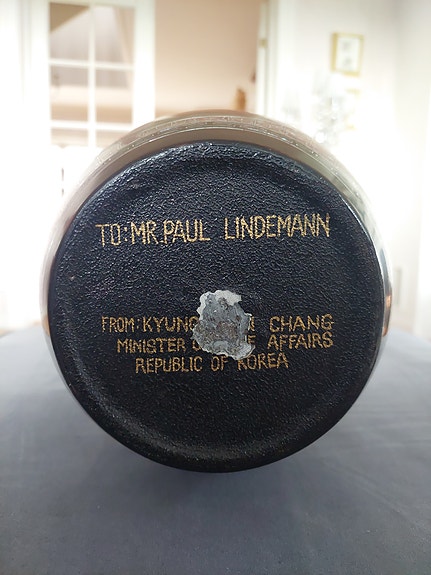 TO: MR. PAUL LINDEMANN
FROM: KYUNG CHANG
MINISTER AFFAIRS
REPUBLIC OF KOREA